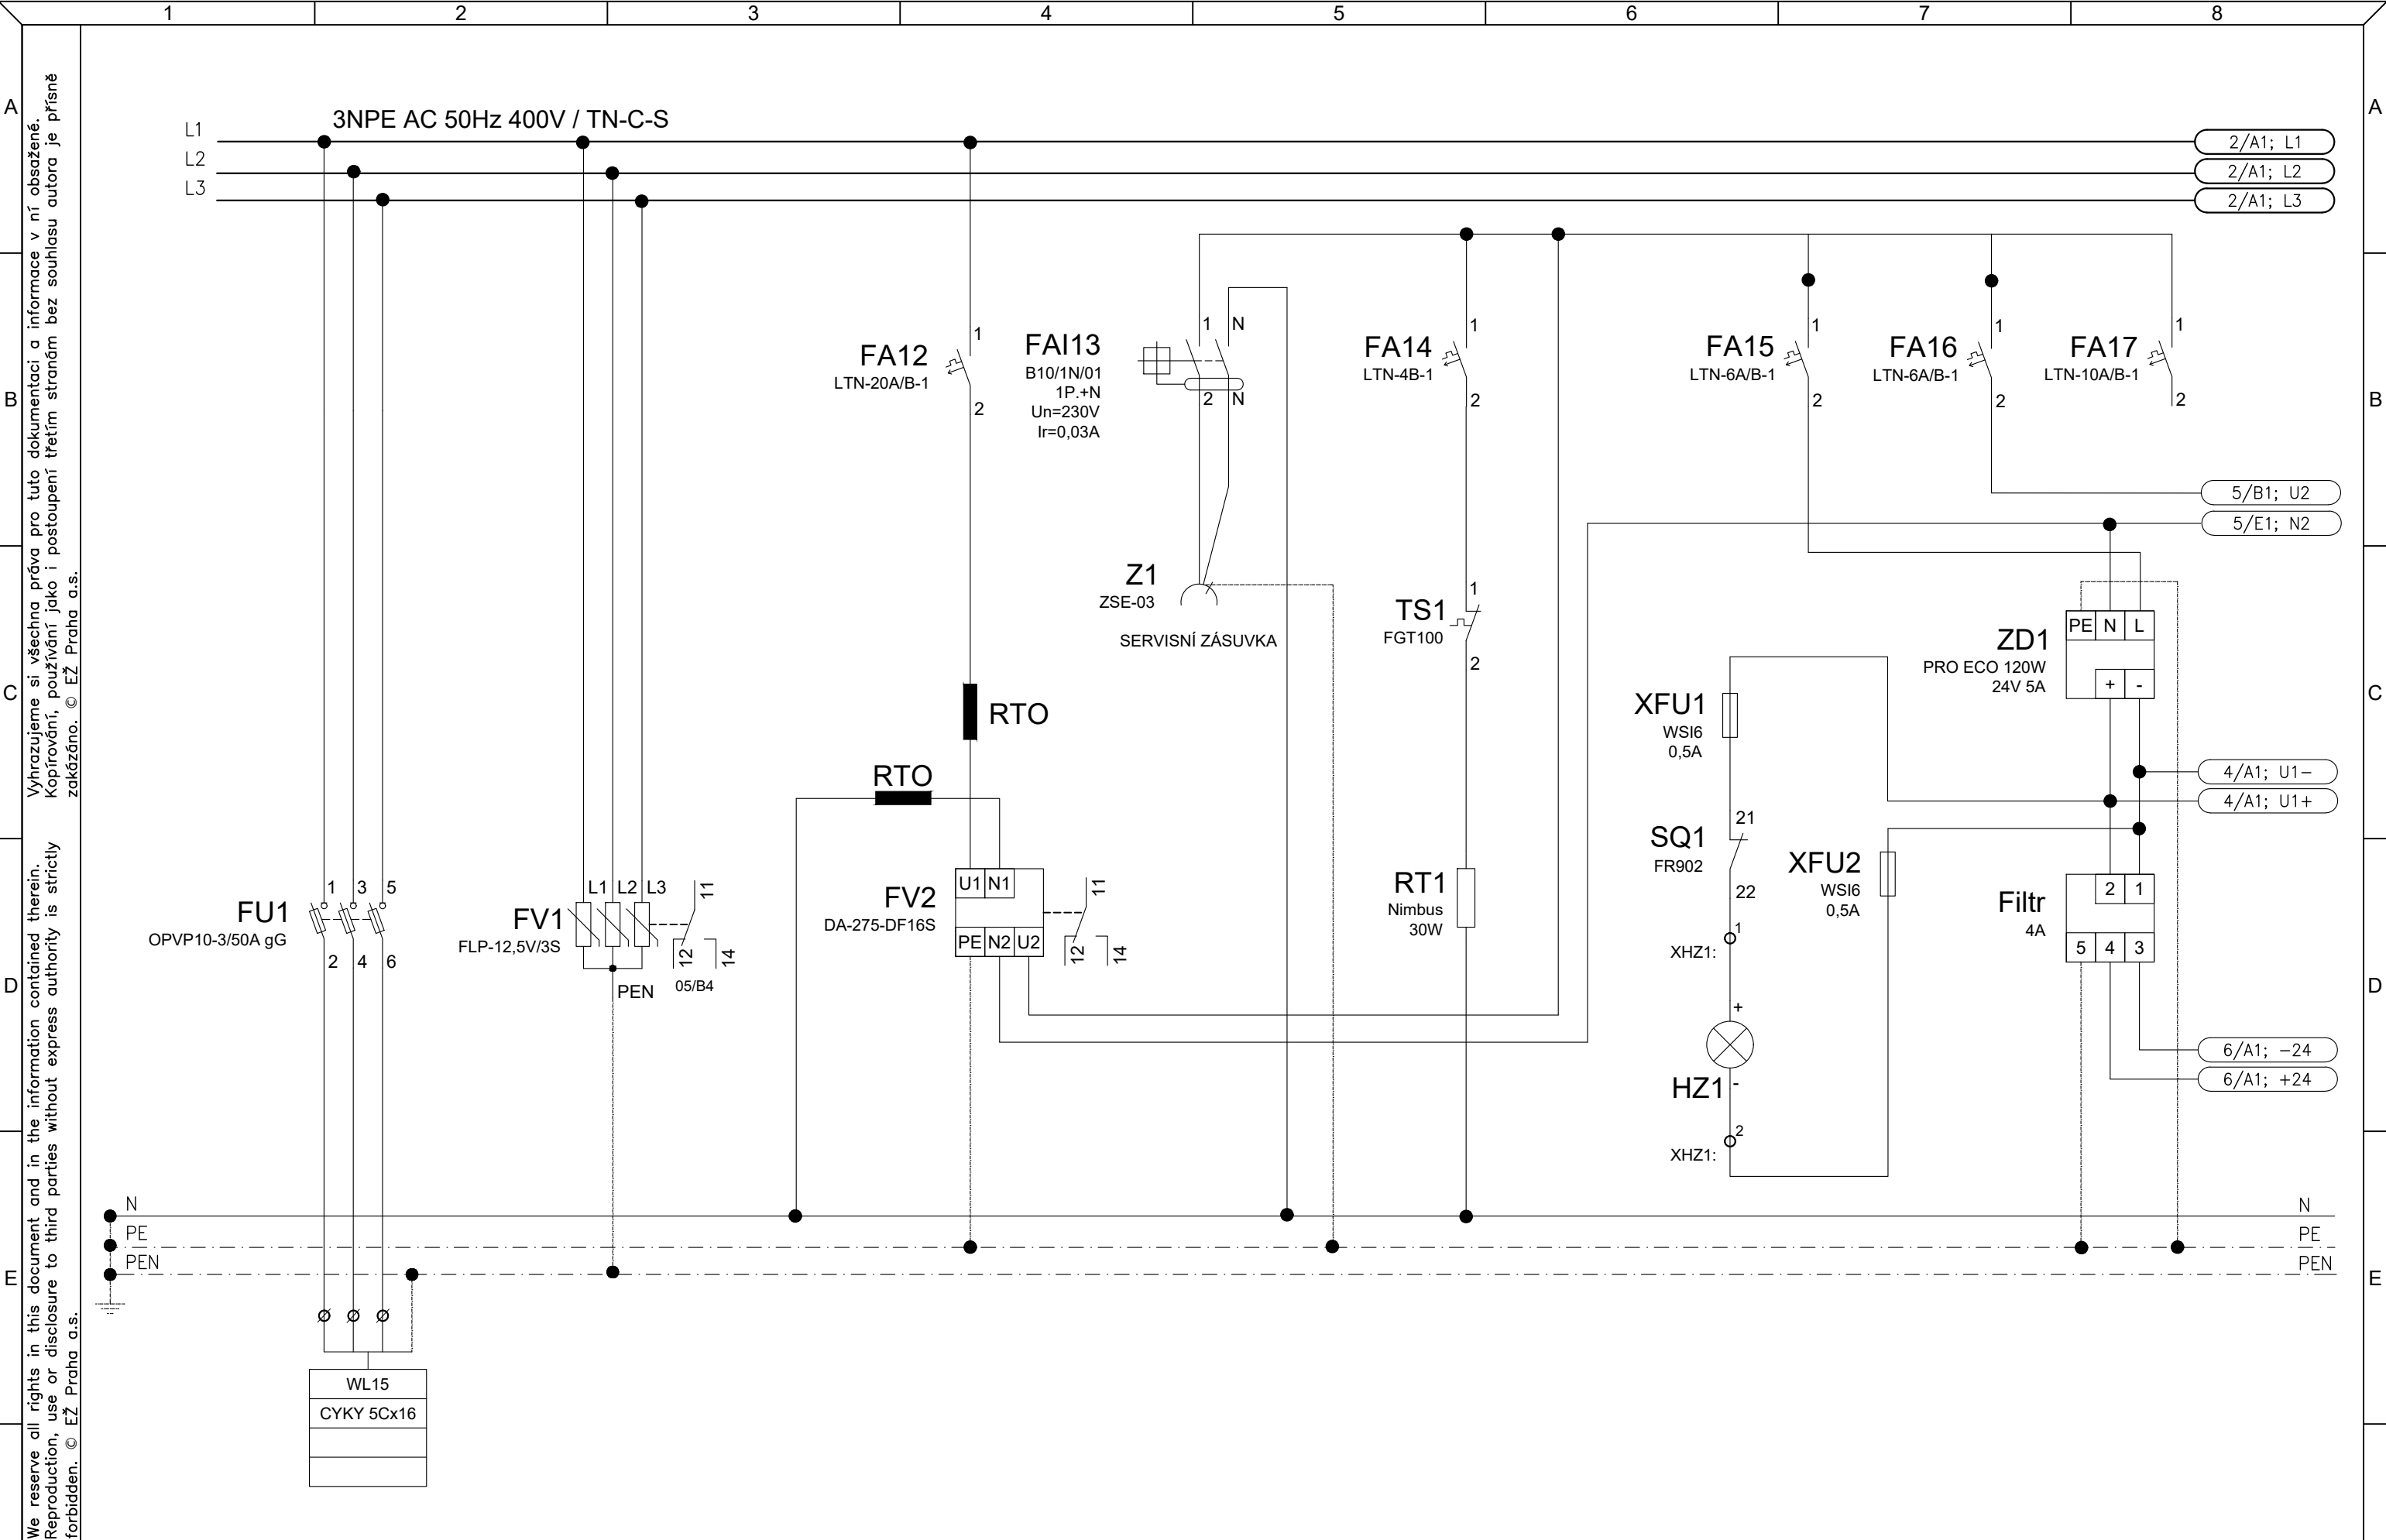 1 2 3 4 5 6 7 8
A
A
3NPE AC 50Hz 400V / TN-C-S
L1
L2
L3
2/A1; L1
2/A1; L2
2/A1; L3
B
B
FA12
LTN-20A/B-1
1
2
FAI13
B10/1N/01
1P.+N
Un=230V
Ir=0,03A
1 N
2 N
FA14
LTN-4B-1
1
2
FA15
LTN-6A/B-1
1
2
FA16
LTN-6A/B-1
1
2
FA17
LTN-10A/B-1
1
2
5/B1; U2
5/E1; N2
C
C
Z1
ZSE-03
SERVISNÍ ZÁSUVKA
TS1
FGT100
1
2
ZD1
PRO ECO 120W
24V 5A
PE N L
+ -
RTO
RTO
XFU1
WSI6
0,5A
4/A1; U1-
4/A1; U1+
D
D
FU1
OPVP10-3/50A gG
1 3 5
2 4 6
FV1
FLP-12,5V/3S
L1 L2 L3
PEN
11
12
14
05/B4
FV2
DA-275-DF16S
U1 N1
PE N2 U2
11
12
14
RT1
Nimbus
30W
SQ1
FR902
21
22
XHZ1:
1
+
HZ1
-
XHZ1:
2
XFU2
WSI6
0,5A
Filtr
4A
2 1
5 4 3
6/A1; -24
6/A1; +24
E
E
N
PE
PEN
N
PE
PEN
WL15
CYKY 5Cx16
Vyhrazujeme si všechna práva pro tuto dokumentaci a informace v ní obsažené.
Kopírování, používání jako i postoupení třetím stranám bez souhlasu autora je přísně
zakázáno. © EŽ Praha a.s.
We reserve all rights in this document and in the information contained therein.
Reproduction, use or disclosure to third parties without express authority is strictly
forbidden. © EŽ Praha a.s.